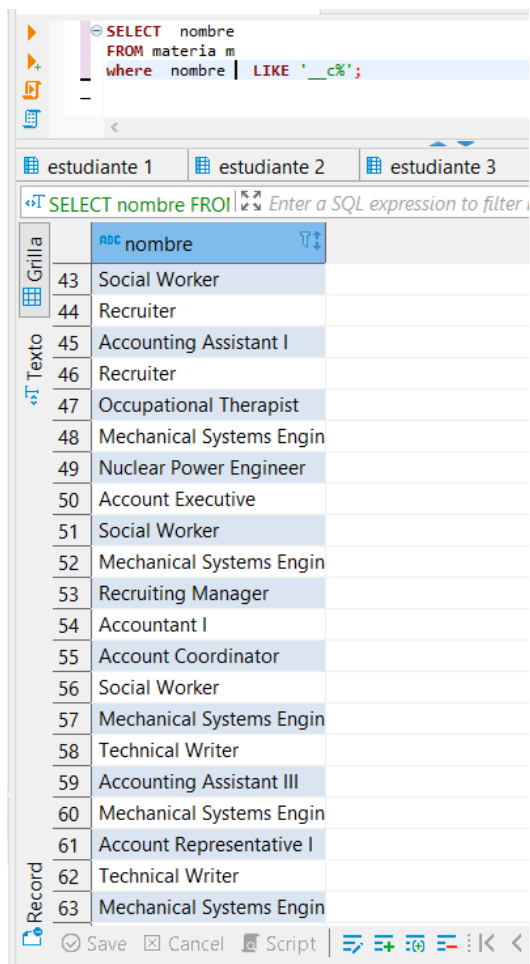 SELECT nombre
FROM materia m
where nombre LIKE '__c%';
estudiante 1 estudiante 2 estudiante 3
SELECT nombre FROI Enter a SQL expression to filter
Grilla
Texto
Record
ABC nombre
43 Social Worker
44 Recruiter
45 Accounting Assistant I
46 Recruiter
47 Occupational Therapist
48 Mechanical Systems Engin
49 Nuclear Power Engineer
50 Account Executive
51 Social Worker
52 Mechanical Systems Engin
53 Recruiting Manager
54 Accountant I
55 Account Coordinator
56 Social Worker
57 Mechanical Systems Engin
58 Technical Writer
59 Accounting Assistant III
60 Mechanical Systems Engin
61 Account Representative I
62 Technical Writer
63 Mechanical Systems Engin
Save Cancel Script